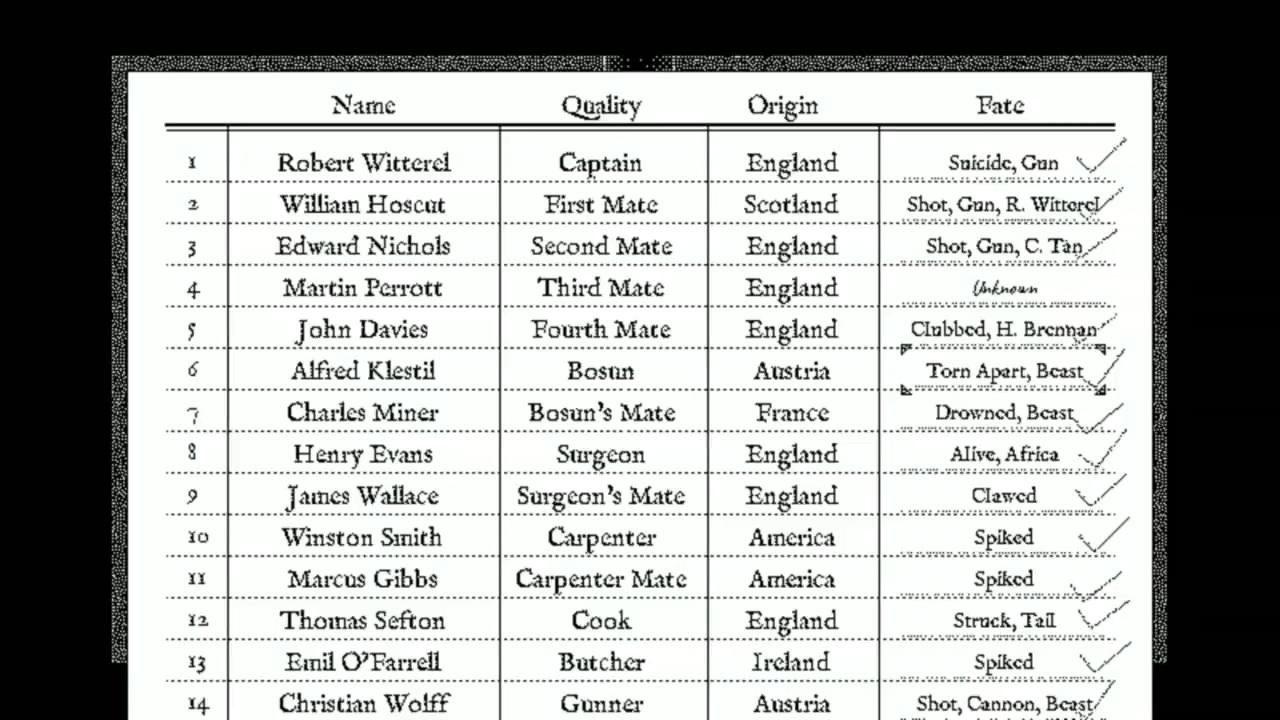 Name Quality Origin Fate
1 Robert Witterel Captain England Suicide, Gun
2 William Hoscut First Mate Scotland Shot, Gun, R. Witterel
3 Edward Nichols Second Mate England Shot, Gun, C. Tan
4 Martin Perrott Third Mate England Unknown
5 John Davies Fourth Mate England Clubbed, H. Brennan
6 Alfred Klestil Bosun Austria Torn Apart, Beast
7 Charles Miner Bosun's Mate France Drowned, Beast
8 Henry Evans Surgeon England Alive, Africa
9 James Wallace Surgeon's Mate England Clawed
10 Winston Smith Carpenter America Spiked
11 Marcus Gibbs Carpenter Mate America Spiked
12 Thomas Sefton Cook England Struck, Tail
13 Emil O'Farrell Butcher Ireland Spiked
14 Christian Wolff Gunner Austria Shot, Cannon, Beast